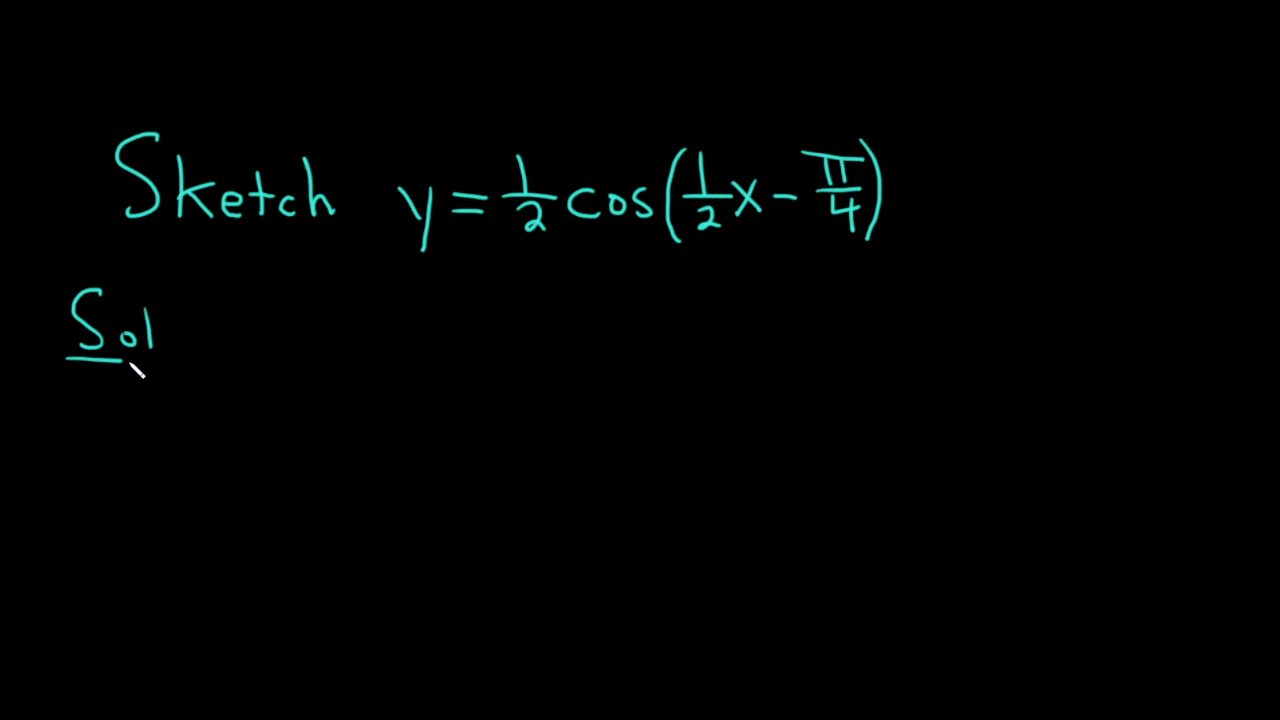 Sketch y = 1/2 cos(1/2 x - π/4)
Sol